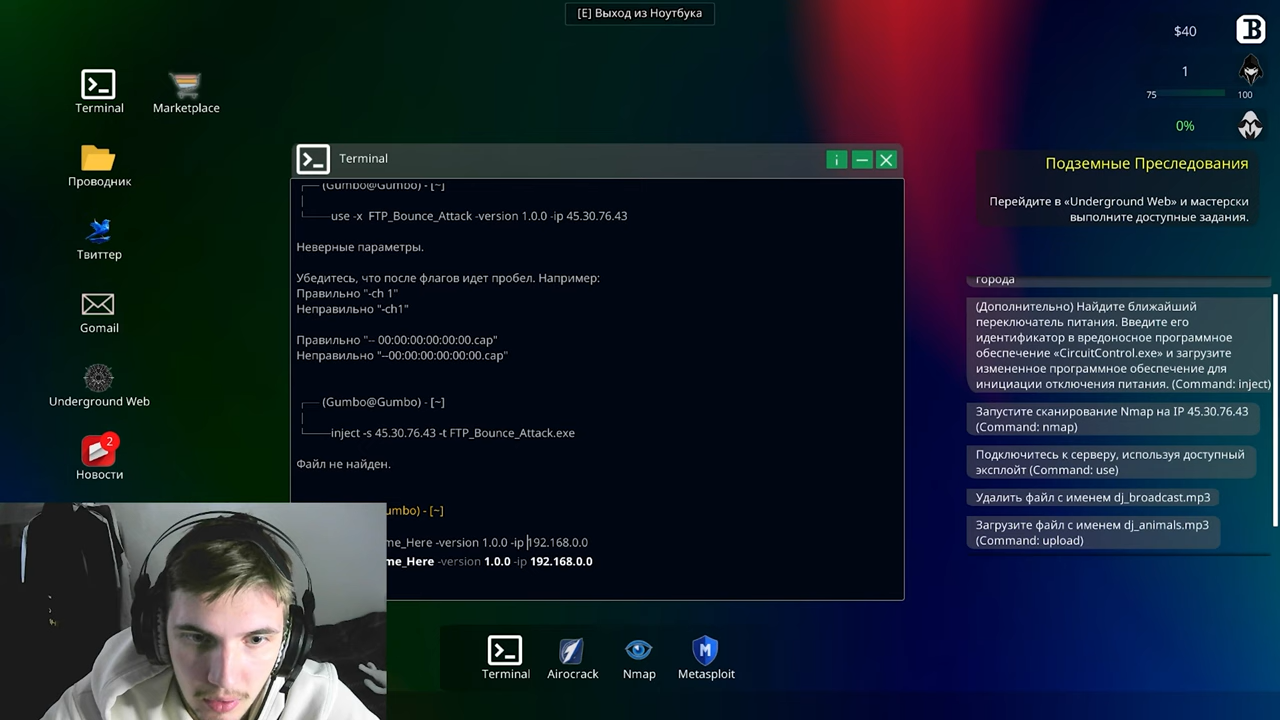 [E] Выход из Ноутбука
$40
B
1
75
100
0%
Terminal
Marketplace
Проводник
Твиттер
Gomail
Underground Web
2
Новости
Terminal
(Gumbo@Gumbo) - [~]
use -x  FTP_Bounce_Attack -version 1.0.0 -ip 45.30.76.43
Неверные параметры.
Убедитесь, что после флагов идет пробел. Например:
Правильно "-ch 1"
Неправильно "-ch1"
Правильно "-- 00:00:00:00:00:00.cap"
Неправильно "--00:00:00:00:00:00.cap"
(Gumbo@Gumbo) - [~]
inject -s 45.30.76.43 -t FTP_Bounce_Attack.exe
Файл не найден.
umbo) - [~]
me_Here -version 1.0.0 -ip 192.168.0.0
me_Here -version 1.0.0 -ip 192.168.0.0
Подземные Преследования
Перейдите в «Underground Web» и мастерски
выполните доступные задания.
города
(Дополнительно) Найдите ближайший
переключатель питания. Введите его
идентификатор в вредоносное программное
обеспечение «CircuitControl.exe» и загрузите
измененное программное обеспечение для
инициации отключения питания. (Command: inject)
Запустите сканирование Nmap на IP 45.30.76.43
(Command: nmap)
Подключитесь к серверу, используя доступный
эксплойт (Command: use)
Удалить файл с именем dj_broadcast.mp3
Загрузите файл с именем dj_animals.mp3
(Command: upload)
Terminal
Airocrack
Nmap
M
Metasploit